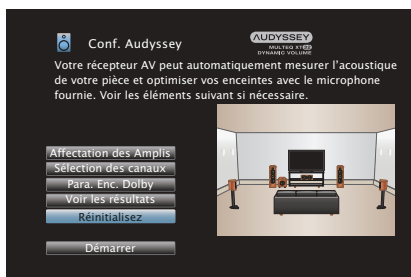 Conf. Audyssey
AUDYSSEY
MULTEQ XT32
DYNAMIC VOLUME
Votre récepteur AV peut automatiquement mesurer l'acoustique
de votre pièce et optimiser vos enceintes avec le microphone
fournie. Voir les éléments suivant si nécessaire.
Affectation des Amplis
Sélection des canaux
Para. Enc. Dolby
Voir les résultats
Réinitialisez
Démarrer